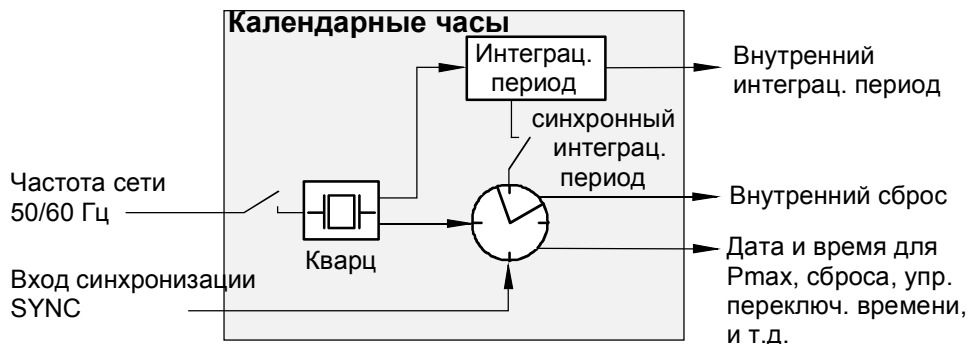 Календарные часы
Интеграц.
период
Внутренний
интеграц. период
синхронный
интеграц.
период
Частота сети
50/60 Гц
Кварц
Внутренний сброс
Вход синхронизации
SYNC
Дата и время для
Pmax, сброса, упр.
переключ. времени,
и т.д.